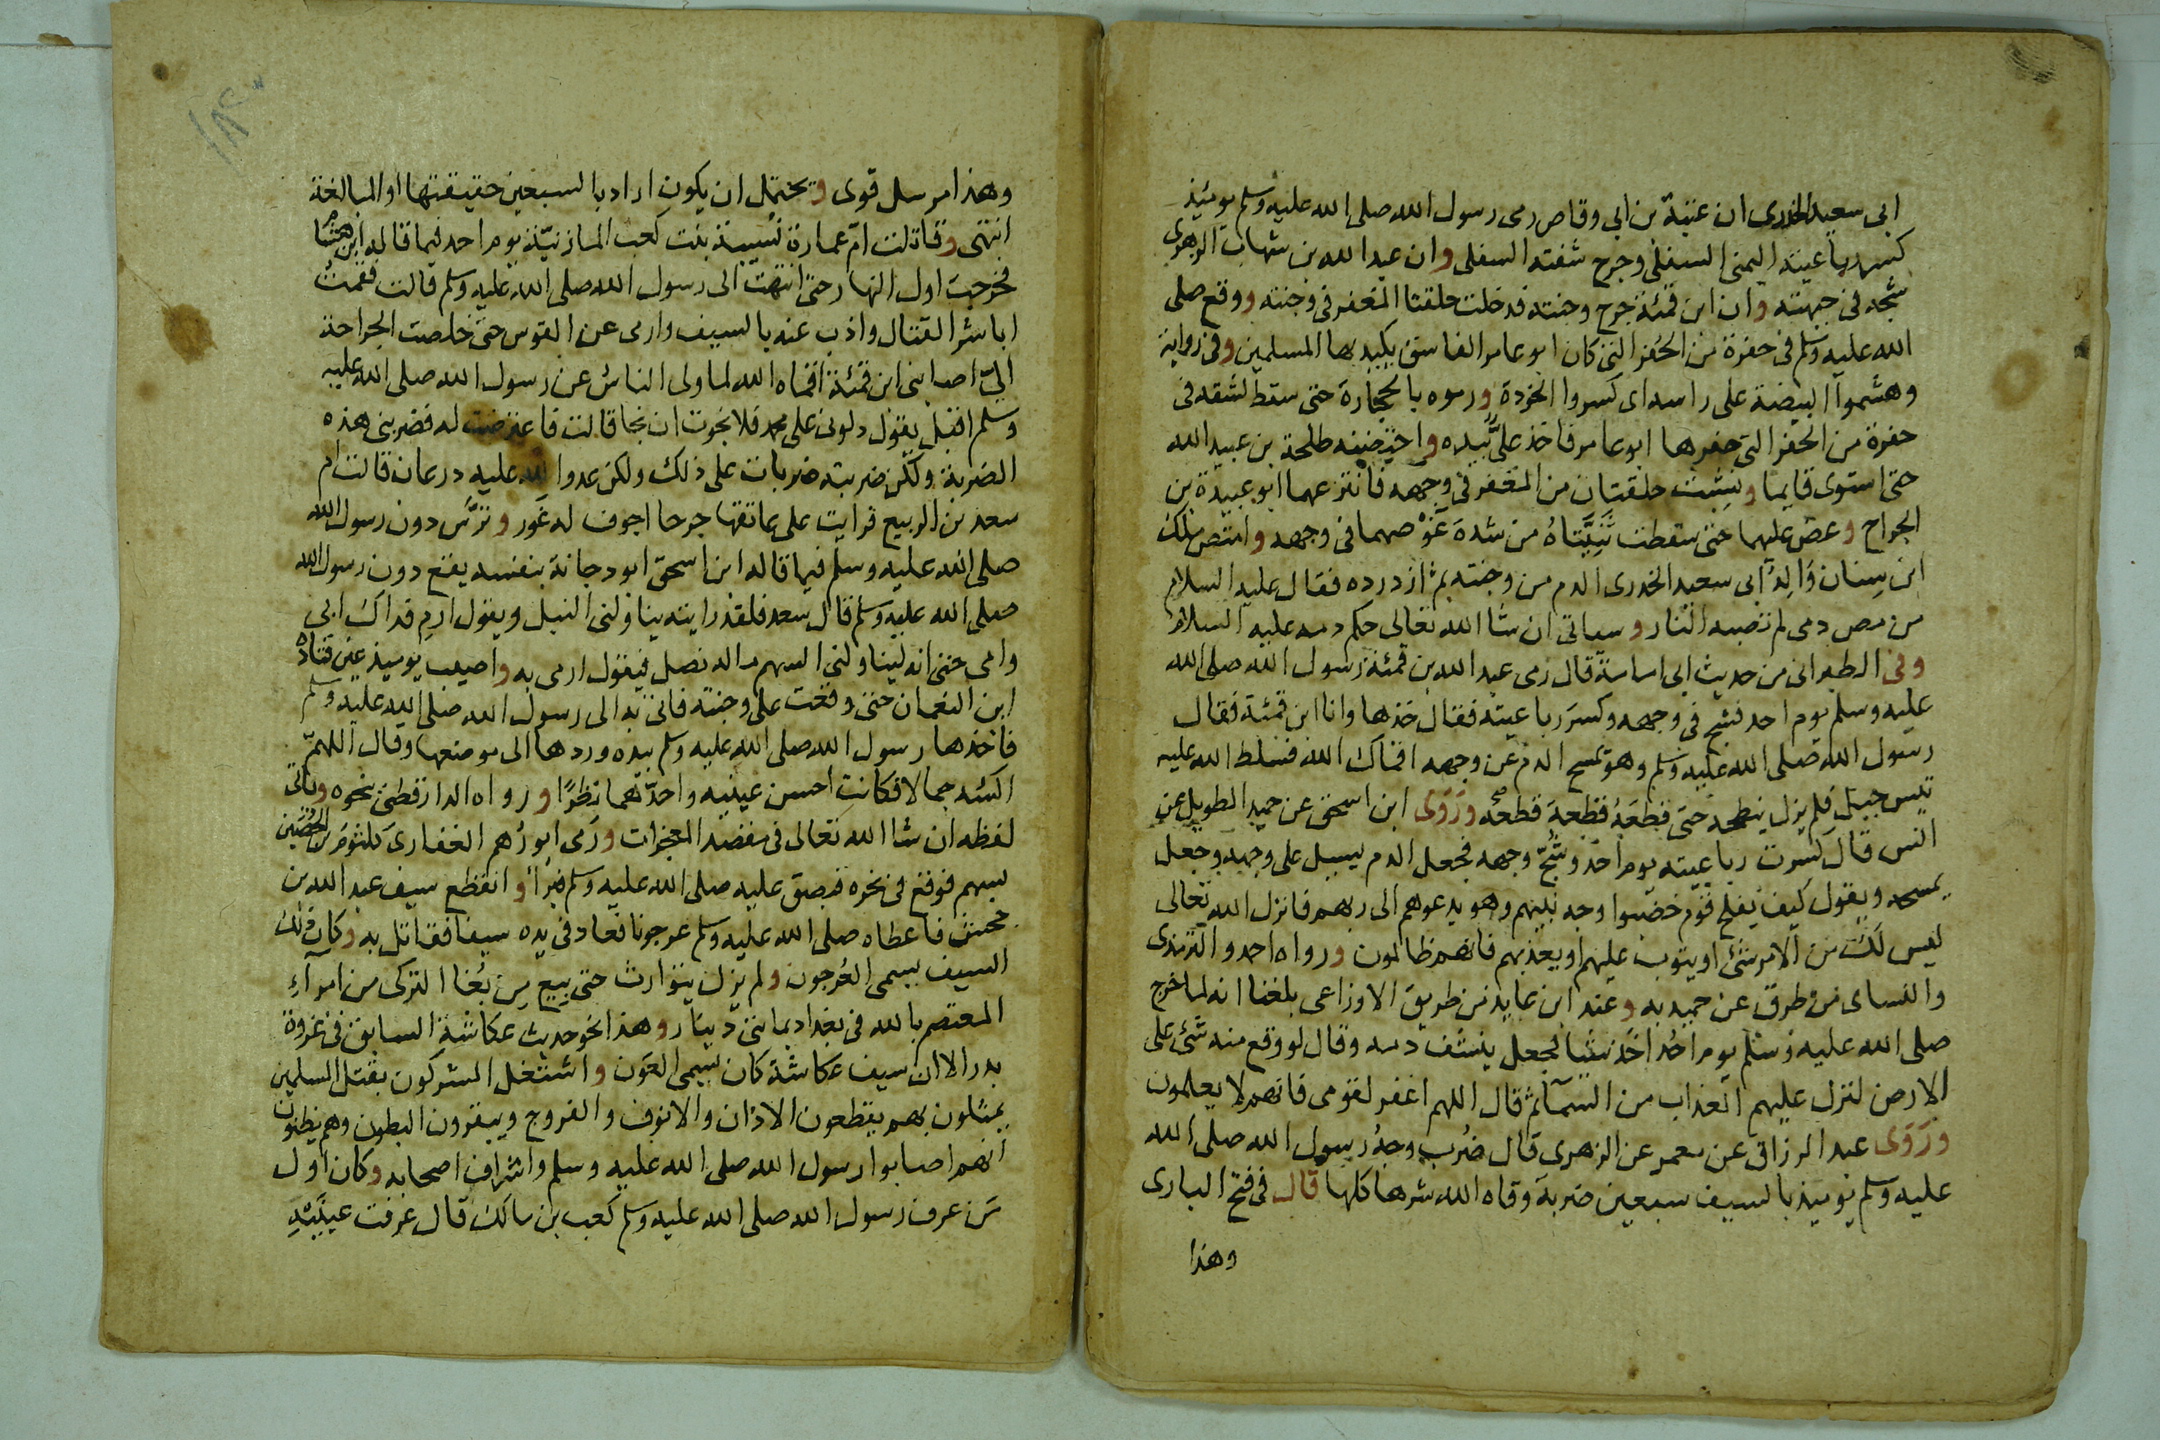 ابى سعيد الخدرى ان عتبة بن ابى وقاص رمى رسول الله صلى الله عليه وسلم يومئيذ
كسر رباعيته اليمنى السفلى وجرح شفته السفلى وان عبد الله بن شهاب الزهرى
شجه فى جبهته وان ابن قمئة جرح وجنته فدخلت حلقتا المغفر فى وجنته ووقع صلى
الله عليه وسلم فى حفرة من الحفر التى كان ابو عامر الفاسق يكيد بها المسلمين وفى رواية
وهشموا البيضة على راسه اى كسروا الخودة ورموه بالحجارة حتى سقط لشقه فى
حفرة من الحفر التى حفرها ابو عامر فاخذ على بيده واحتضنه طلحة بن عبيد الله
حتى استوى قايما ونشبت حلقتان من المغفر فى وجهه فانتزعهما ابو عبيدة بن
الجراح وعض عليهما حتى سقطت ثنيتاه من شدة غوصهما فى وجهه وامتص ملك
ابن سنان والد ابى سعيد الخدرى الدم من وجنته ثم ازدرده فقال عليه السلام
من مص دمى لم تصبه النار وسياتى ان شا الله تعالى حكم دمه عليه السلام
وفى الطبرانى من حديث ابى امامة قال رمى عبد الله بن قمئة رسول الله صلى الله
عليه وسلم يوم احد فشج فى وجهه وكسر رباعيته فقال خذها وانا ابن قمئة فقال
رسول الله صلى الله عليه وسلم وهو يمسح الدم عن وجهه اقماك الله فسلط الله عليه
تيس جبل فلم يزل ينطحه حتى قطعه قطعة قطعة وروى ابن اسحق عن حميد الطويل عن
انس قال كسرت رباعيته يوم احد وشج وجهه فجعل الدم يسيل على وجهه وجعل
يمسحه ويقول كيف يفلح قوم خضبوا وجه نبيهم وهو يدعوهم الى ربهم فانزل الله تعالى
ليس لك من الامر شئ او يتوب عليهم او يعذبهم فانهم ظالمون ورواه احمد والترمذى
والنساى من طرق عن حميد به وعند ابن عايد من طريق الاوزاعى بلغنا انه لما خرج
صلى الله عليه وسلم يوم احد اخذ شيا فجعل ينشف دمه وقال لو وقع منه شئ على
الارض لنزل عليهم العذاب من السمآ ثم قال اللهم اغفر لقومى فانهم لا يعلمون
وروى عبد الرزاق عن معمر عن الزهرى قال ضرب وجه رسول الله صلى الله
عليه وسلم يوميذ بالسيف سبعين ضربة وقاه الله شرها كلها قال فى فتح البارى
وهذا
وهذا مرسل قوى ويحتمل ان يكون اراد بالسبعين حقيقتها او المبالغة
انتهى وقاتلت ام عمارة نسيبة بنت كعب المازنية يوم احد فيما قاله ابن هشام
فخرجت اول النهار حتى انتهت الى رسول الله صلى الله عليه وسلم قالت فقمت
اباشر القتال واذب عنه بالسيف وارمى عن القوس حتى خلصت الجراحة
الى اصابنى ابن قمئة اقماه الله لما ولى الناس عن رسول الله صلى الله عليه
وسلم اقبل يقول دلونى على محمد فلا نجوت ان نجا قالت فاعترضت له فضربنى هذه
الضربة ولكن ضربته ضربات على ذلك ولكن عدو الله عليه درعان قالت ام
سعد بن الربيع فرايت على عاتقها جرحا اجوف له غور وترس دون رسول الله
صلى الله عليه وسلم فيما قاله ابن اسحق ابو دجانة بنفسه يقع دون رسول الله
صلى الله عليه وسلم قال سعد فلقد رايته يناولنى النبل ويقول ارم فداك ابى
وامى حتى انه ليناولنى السهم ماله نصل فيقول ارمى به واصيب يوميذ عين قتادة
ابن النعمان حتى وقعت على وجنته فاتى به الى رسول الله صلى الله عليه وسلم
فاخذها رسول الله صلى الله عليه وسلم بيده وردها الى موضعها وقال اللهم
اكسه جمالا فكانت احسن عينيه واحدهما نظرا ورواه الدارقطنى بنحوه وياتى
لفظه ان شا الله تعالى فى مقصد المعجزات ورمى ابو رهم الغفارى كلثوم بن الحصين
بسهم فوقع فى نحره فبصق عليه صلى الله عليه وسلم فبرا وانقطع سيف عبد الله بن
جحش فاعطاه صلى الله عليه وسلم عرجونا فعاد فى يده سيفا فقاتل به وكان ذلك
السيف يسمى العرجون ولم يزل يتوارث حتى بيع من بغا التركى من امرآء
المعتصم بالله فى بغداد بمايتى دينار وهذا نحو حديث عكاشة السابق فى غزوة
بدر الا ان سيف عكاشة كان يسمى العون واشتغل المشركون بقتلى المسلمين
يمثلون بهم يقطعون الاذان والانوف والفروج ويبقرون البطون وهم يظنون
انهم اصابوا رسول الله صلى الله عليه وسلم واشراف اصحابه وكان اول
من عرف رسول الله صلى الله عليه وسلم كعب بن مالك قال عرفت عينيه